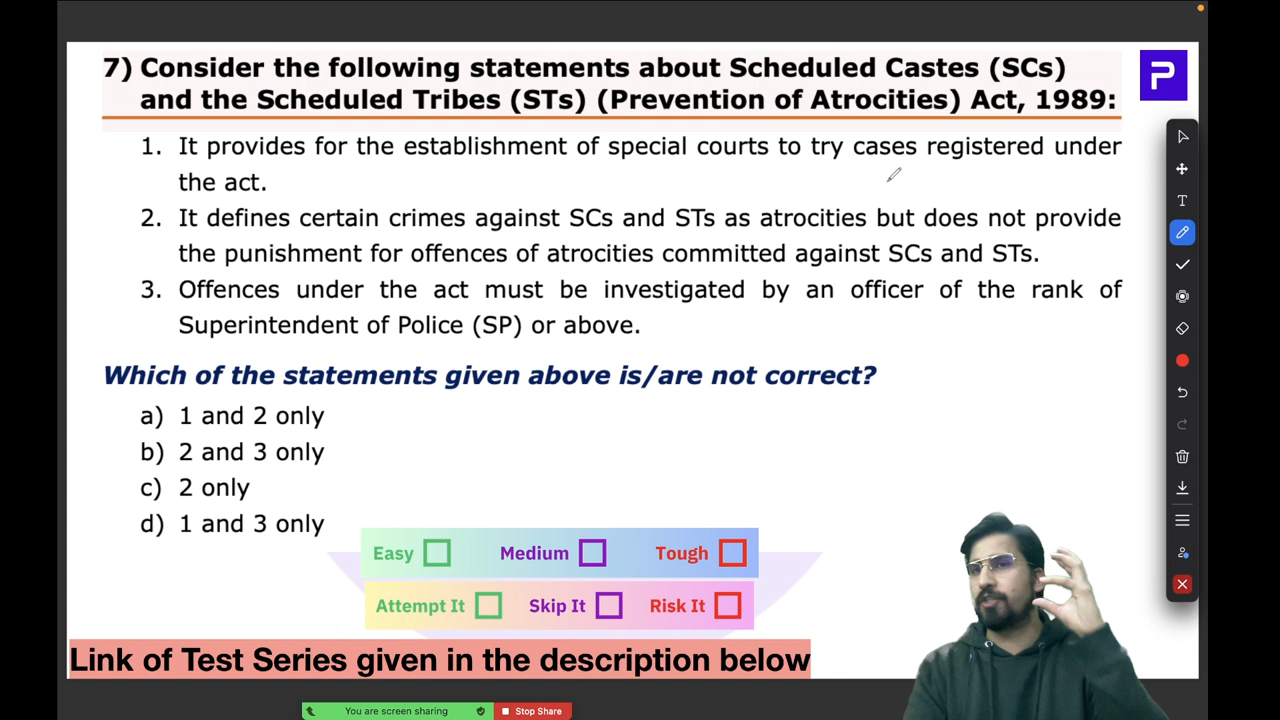 7) Consider the following statements about Scheduled Castes (SCs)
and the Scheduled Tribes (STs) (Prevention of Atrocities) Act, 1989:
1. It provides for the establishment of special courts to try cases registered under
the act.
2. It defines certain crimes against SCs and STs as atrocities but does not provide
the punishment for offences of atrocities committed against SCs and STs.
3. Offences under the act must be investigated by an officer of the rank of
Superintendent of Police (SP) or above.
Which of the statements given above is/are not correct?
a) 1 and 2 only
b) 2 and 3 only
c) 2 only
d) 1 and 3 only
Easy Medium Tough
Attempt It Skip It Risk It
Link of Test Series given in the description below
You are screen sharing Stop Share
P
T